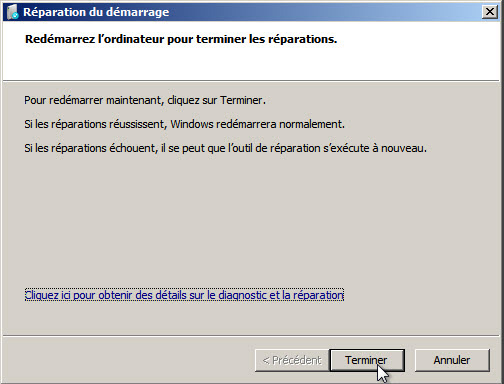 Réparation du démarrage
Redémarrez l'ordinateur pour terminer les réparations.
Pour redémarrer maintenant, cliquez sur Terminer.
Si les réparations réussissent, Windows redémarrera normalement.
Si les réparations échouent, il se peut que l'outil de réparation s'exécute à nouveau.
Cliquez ici pour obtenir des détails sur le diagnostic et la réparation
< Précédent Terminer Annuler